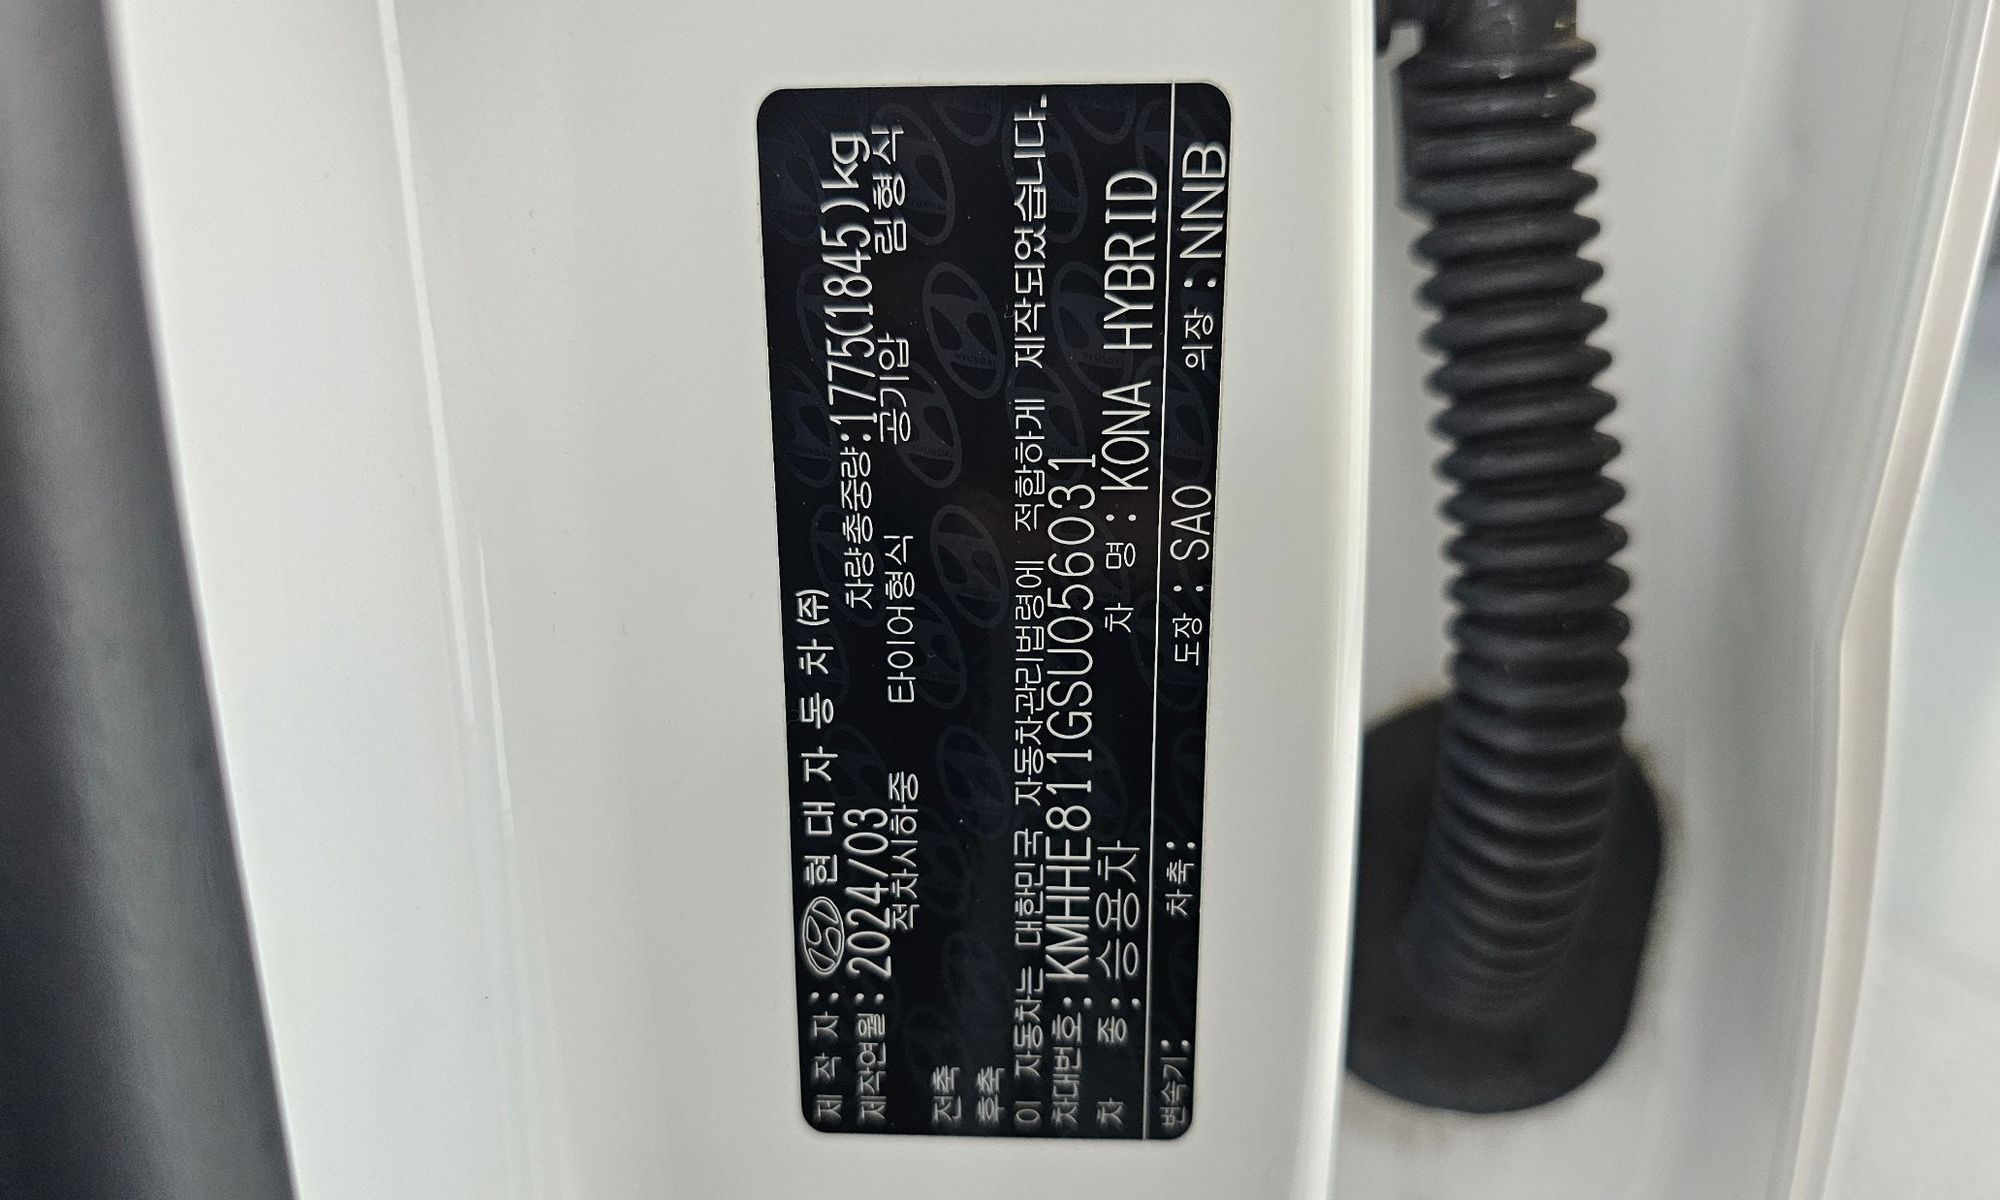 제 작 자 : 현 대 자 동 차 (주)
제작연월 : 2024/03 차량총중량:1775(1845)kg
적차시하중 타이어형식 공기압 림형식
전축
후축
이 자동차는 대한민국 자동차관리법령에 적합하게 제작되었습니다.
차대번호 : KMHHE811GSU056031
차 종 : 승용차 차 명 : KONA HYBRID
변속기 : 차축 : 도장 : SAO 의장 : NNB